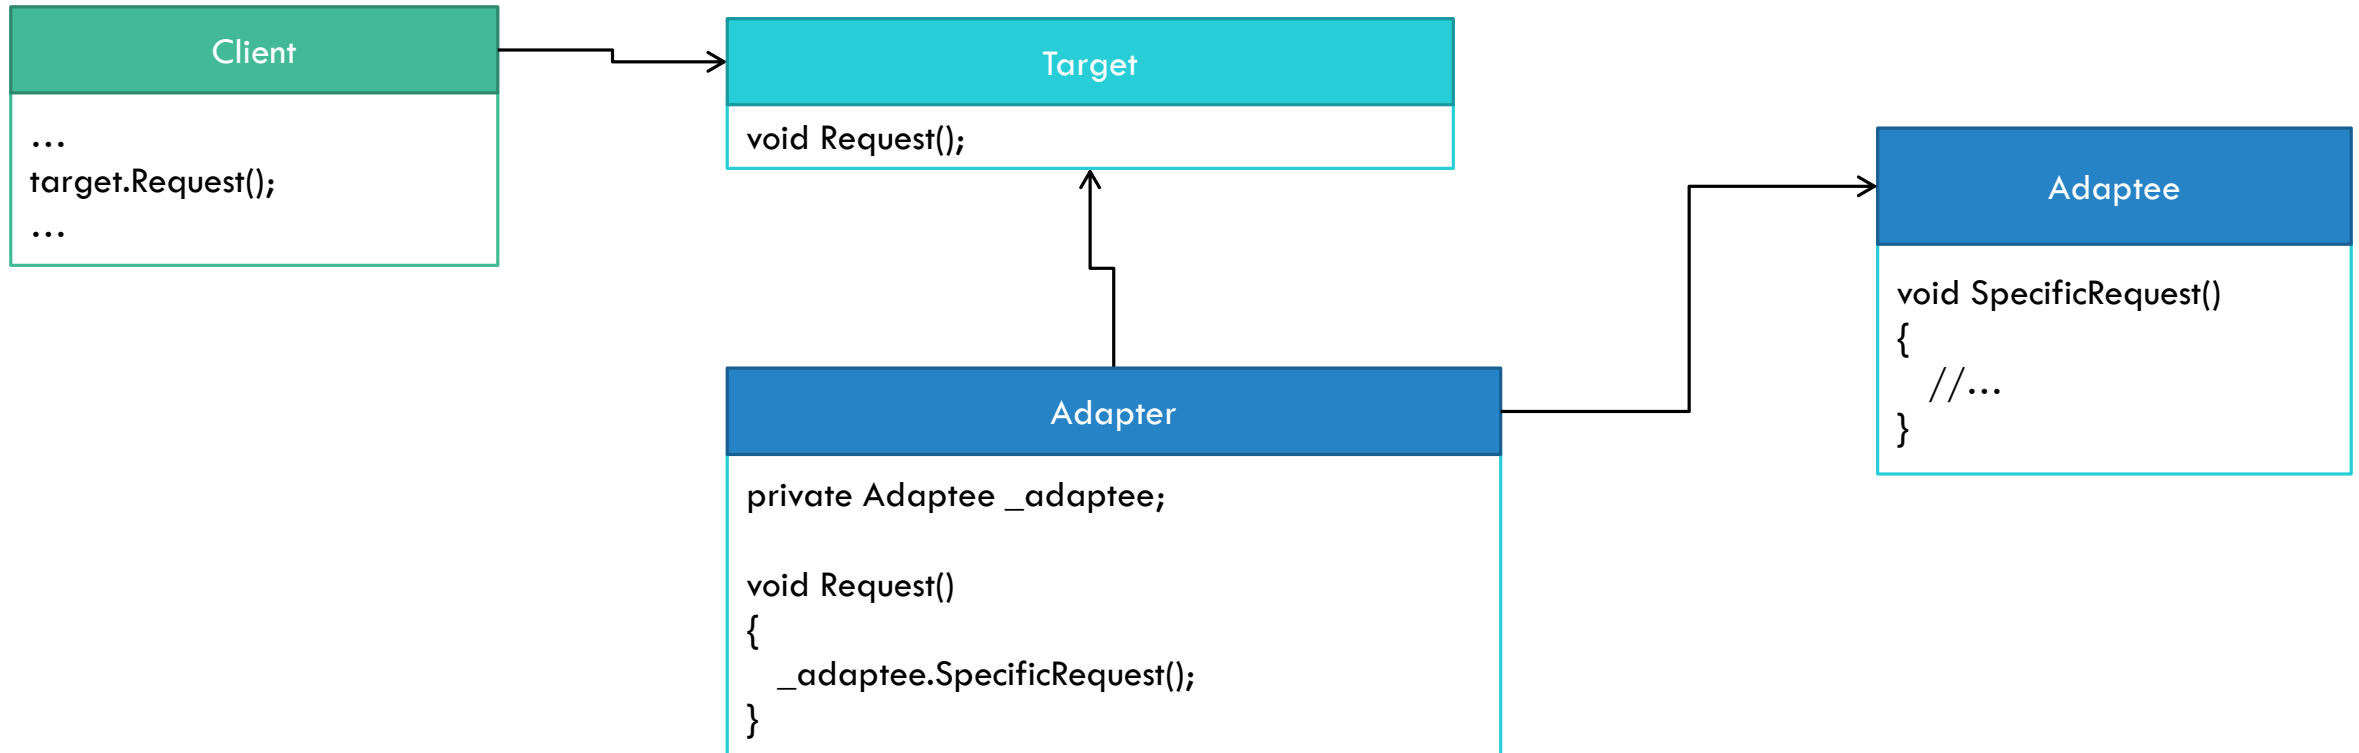 Client
…
target.Request();
…
Target
void Request();
Adaptee
void SpecificRequest()
{
//…
}
Adapter
private Adaptee _adaptee;
void Request()
{
_adaptee.SpecificRequest();
}